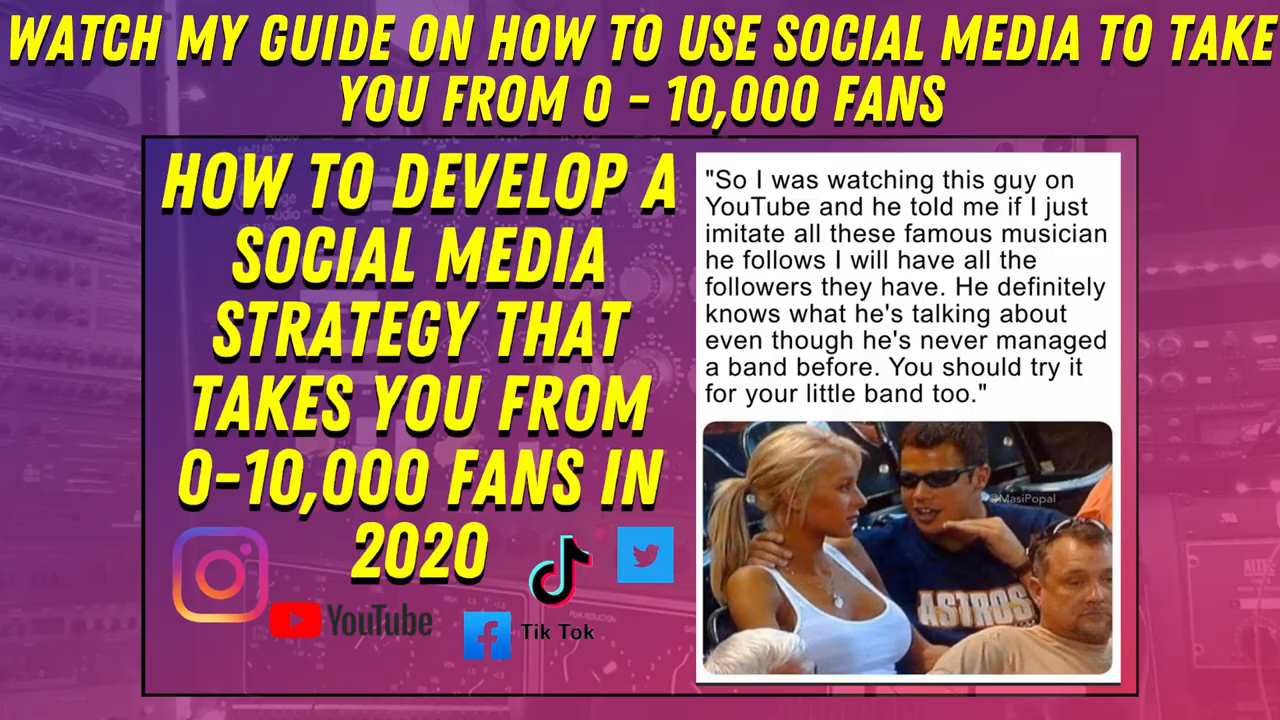 WATCH MY GUIDE ON HOW TO USE SOCIAL MEDIA TO TAKE
YOU FROM 0 - 10,000 FANS
HOW TO DEVELOP A
SOCIAL MEDIA
STRATEGY THAT
TAKES YOU FROM
0-10,000 FANS IN
2020
YouTube
Tik Tok
"So I was watching this guy on
YouTube and he told me if I just
imitate all these famous musician
he follows I will have all the
followers they have. He definitely
knows what he's talking about
even though he's never managed
a band before. You should try it
for your little band too."
@MasiPopal
ASTROS